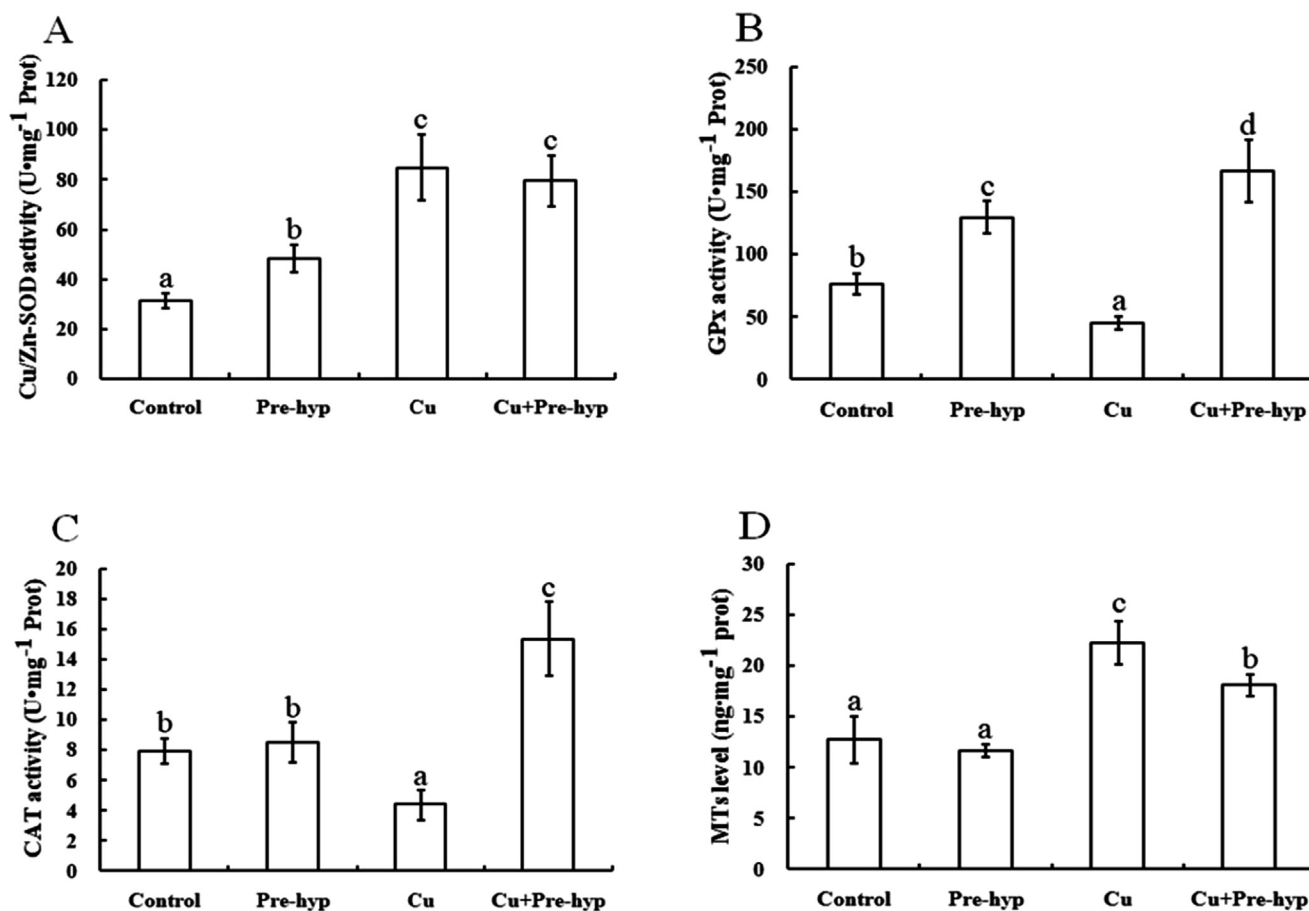 A
Cu/Zn-SOD activity (U•mg-1 Prot)
120
100
80
60
40
20
0
a
b
c
c
Control Pre-hyp Cu Cu+Pre-hyp
B
GPx activity (U•mg-1 Prot)
250
200
150
100
50
0
b
c
a
d
Control Pre-hyp Cu Cu+Pre-hyp
C
CAT activity (U•mg-1 Prot)
20
18
16
14
12
10
8
6
4
2
0
b
b
a
c
Control Pre-hyp Cu Cu+Pre-hyp
D
MTs level (ng•mg-1 prot)
30
25
20
15
10
5
0
a
a
c
b
Control Pre-hyp Cu Cu+Pre-hyp